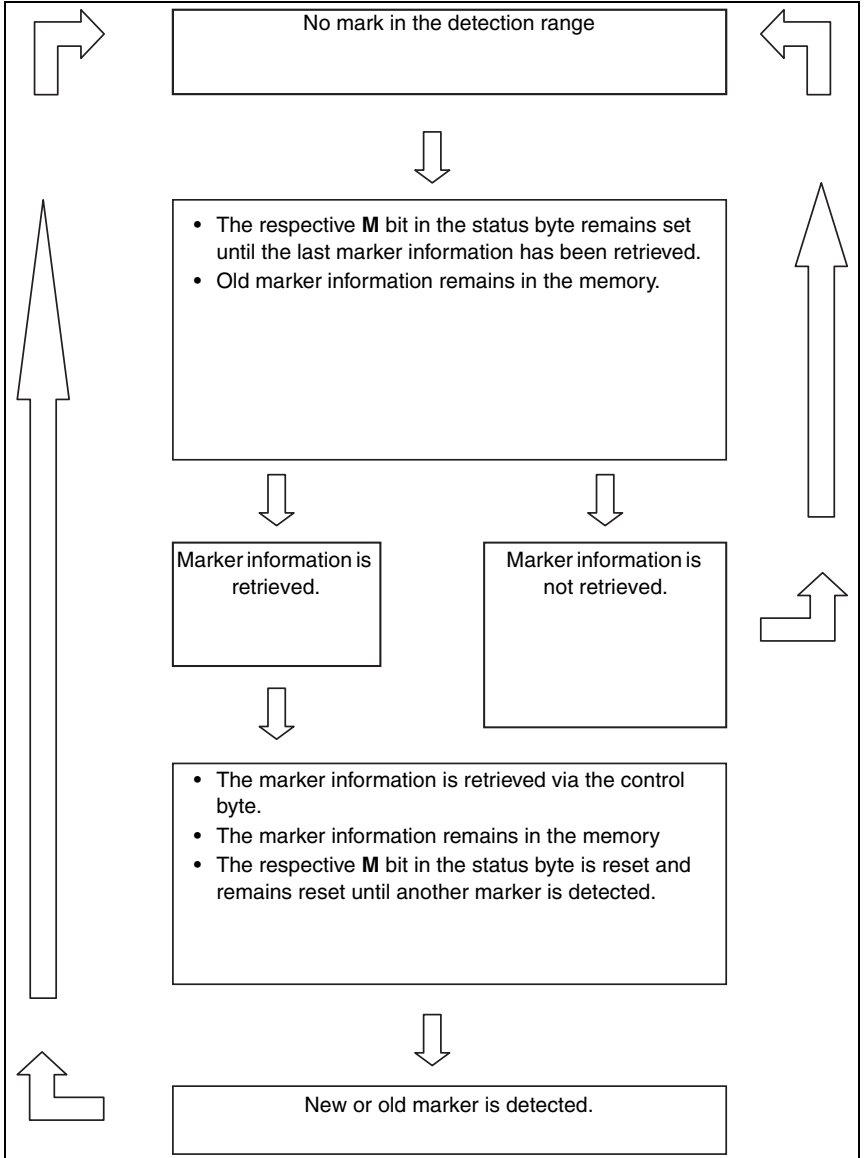 No mark in the detection range
• The respective M bit in the status byte remains set
until the last marker information has been retrieved.
• Old marker information remains in the memory.
Marker information is
retrieved.
Marker information is
not retrieved.
• The marker information is retrieved via the control
byte.
• The marker information remains in the memory
• The respective M bit in the status byte is reset and
remains reset until another marker is detected.
New or old marker is detected.